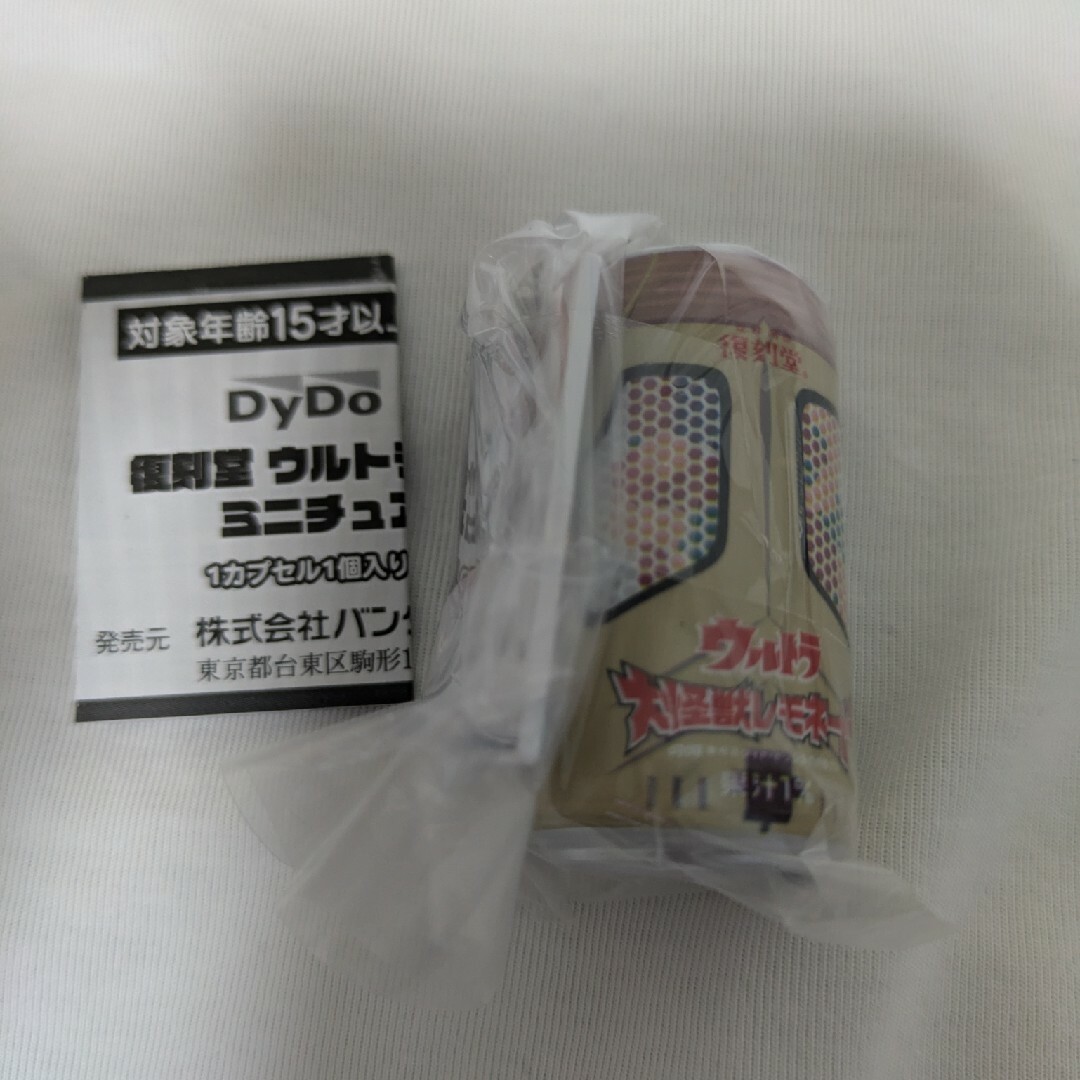 対象年齢15才以
DyDo
復刻堂 ウルト
ミニチュ
1カプセル1個入り
発売元 株式会社バン
東京都台東区駒形1
復刻堂
ウルトラ
大怪獣レモネー
果汁1%